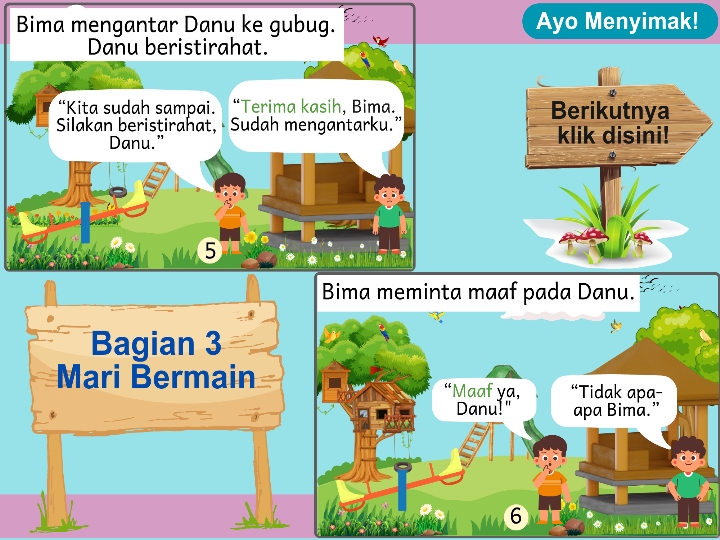 Bima mengantar Danu ke gubug.
Danu beristirahat.
“Kita sudah sampai.
Silakan beristirahat,
Danu.”
“Terima kasih, Bima.
Sudah mengantarku.”
5
Ayo Menyimak!
Berikutnya
klik disini!
Bagian 3
Mari Bermain
Bima meminta maaf pada Danu.
“Maaf ya,
Danu!"
“Tidak apa-
apa Bima.”
6